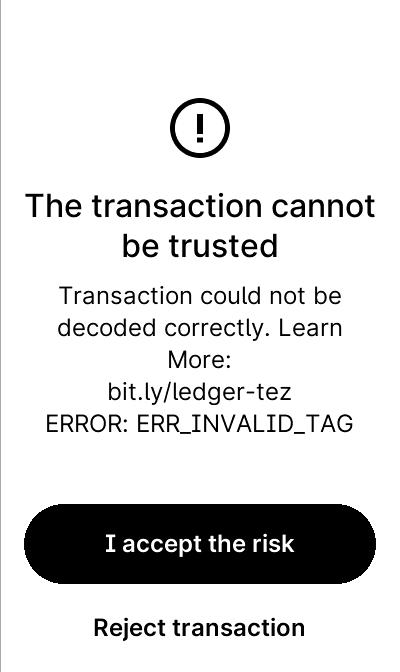 The transaction cannot
be trusted
Transaction could not be
decoded correctly. Learn
More:
bit.ly/ledger-tez
ERROR: ERR_INVALID_TAG
I accept the risk
Reject transaction